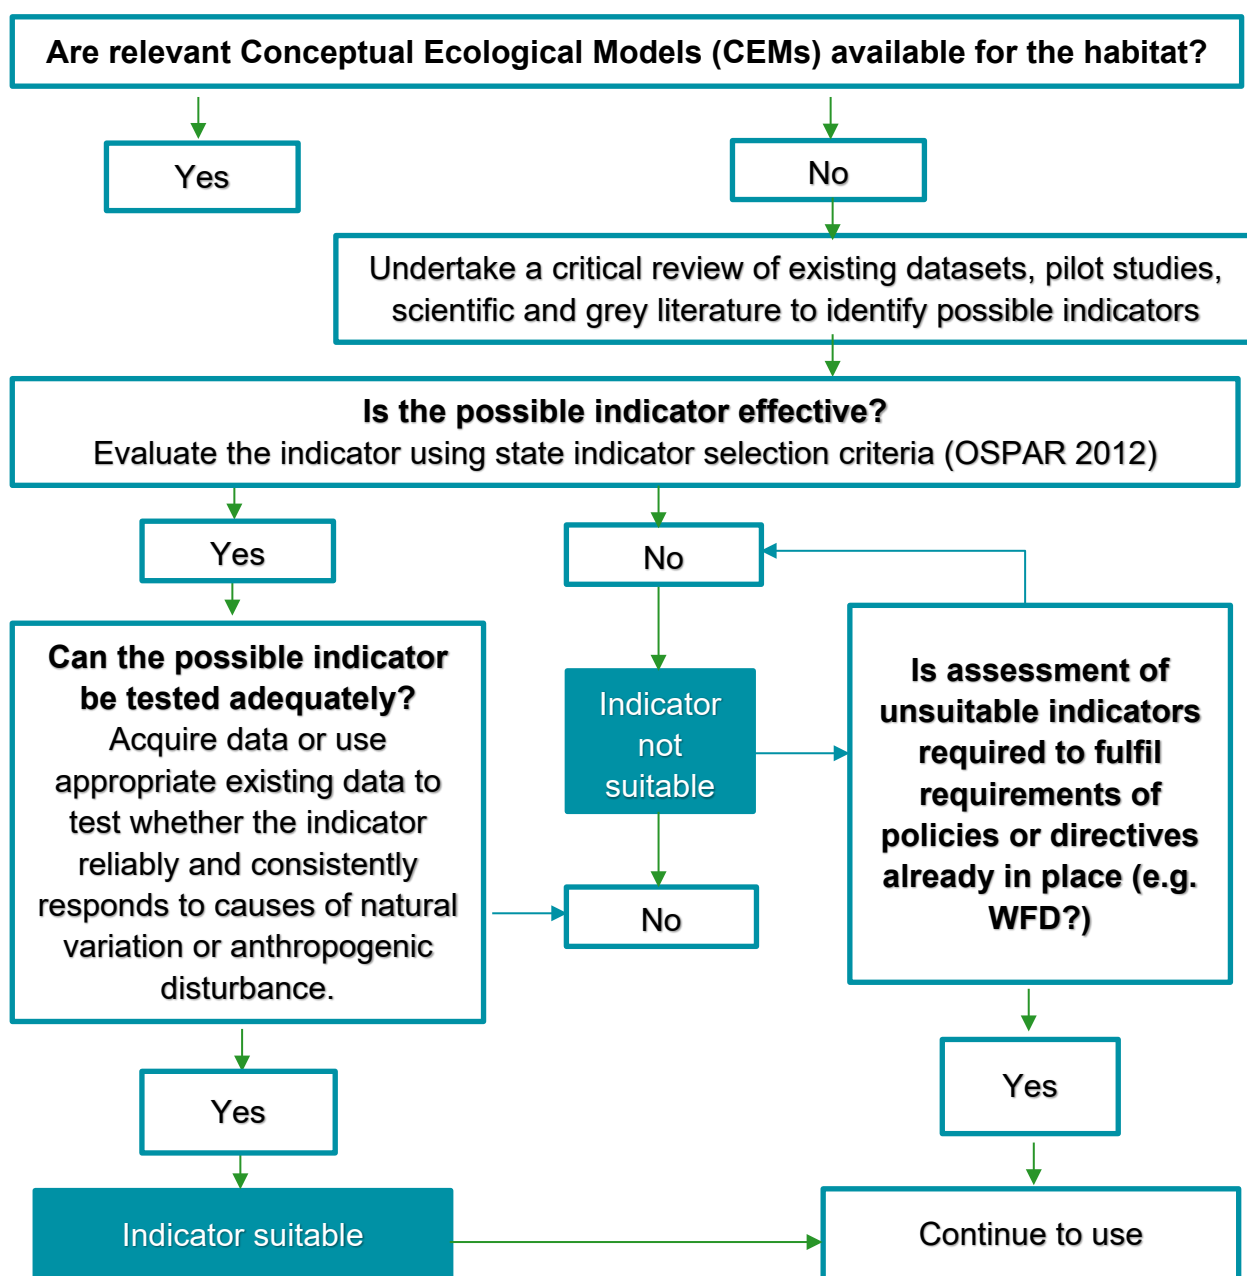 Are relevant Conceptual Ecological Models (CEMs) available for the habitat?
Yes
No
Undertake a critical review of existing datasets, pilot studies,
scientific and grey literature to identify possible indicators
Is the possible indicator effective?
Evaluate the indicator using state indicator selection criteria (OSPAR 2012)
Yes
No
Can the possible indicator
be tested adequately?
Acquire data or use
appropriate existing data to
test whether the indicator
reliably and consistently
responds to causes of natural
variation or anthropogenic
disturbance.
Indicator
not
suitable
No
Is assessment of
unsuitable indicators
required to fulfil
requirements of
policies or directives
already in place (e.g.
WFD?)
Yes
Yes
Indicator suitable
Continue to use